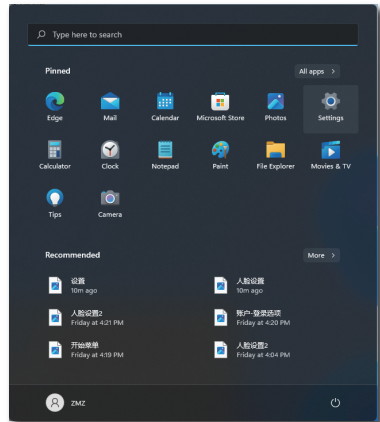 Type here to search
Pinned
All apps >
Edge
Mail
Calendar
Microsoft Store
Photos
Settings
Calculator
Clock
Notepad
Paint
File Explorer
Movies & TV
Tips
Camera
Recommended
More >
设置
10m ago
人脸设置
10m ago
人脸设置2
Friday at 4:21 PM
账户-登录选项
Friday at 4:20 PM
开始菜单
Friday at 4:19 PM
人脸设置2
Friday at 4:04 PM
ZMZ